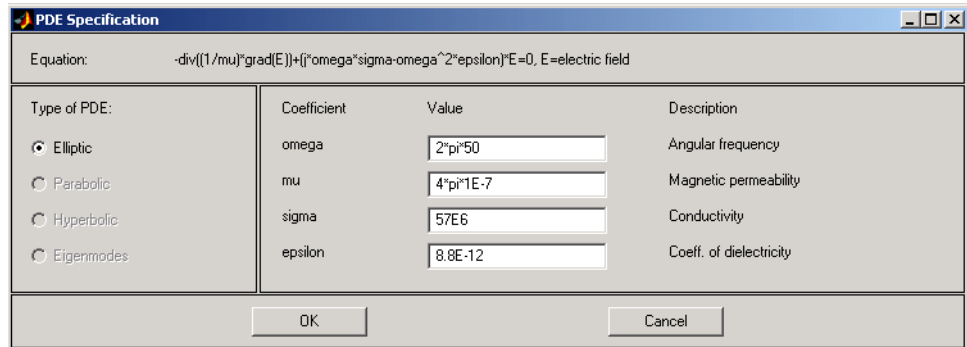 PDE Specification
Equation: -div((1/mu)*grad(E))+(j*omega*sigma-omega^2*epsilon)*E=0, E=electric field
Type of PDE: Coefficient Value Description
Elliptic omega 2*pi*50 Angular frequency
Parabolic mu 4*pi*1E-7 Magnetic permeability
Hyperbolic sigma 57E6 Conductivity
Eigenmodes epsilon 8.8E-12 Coeff. of dielectricity
OK Cancel